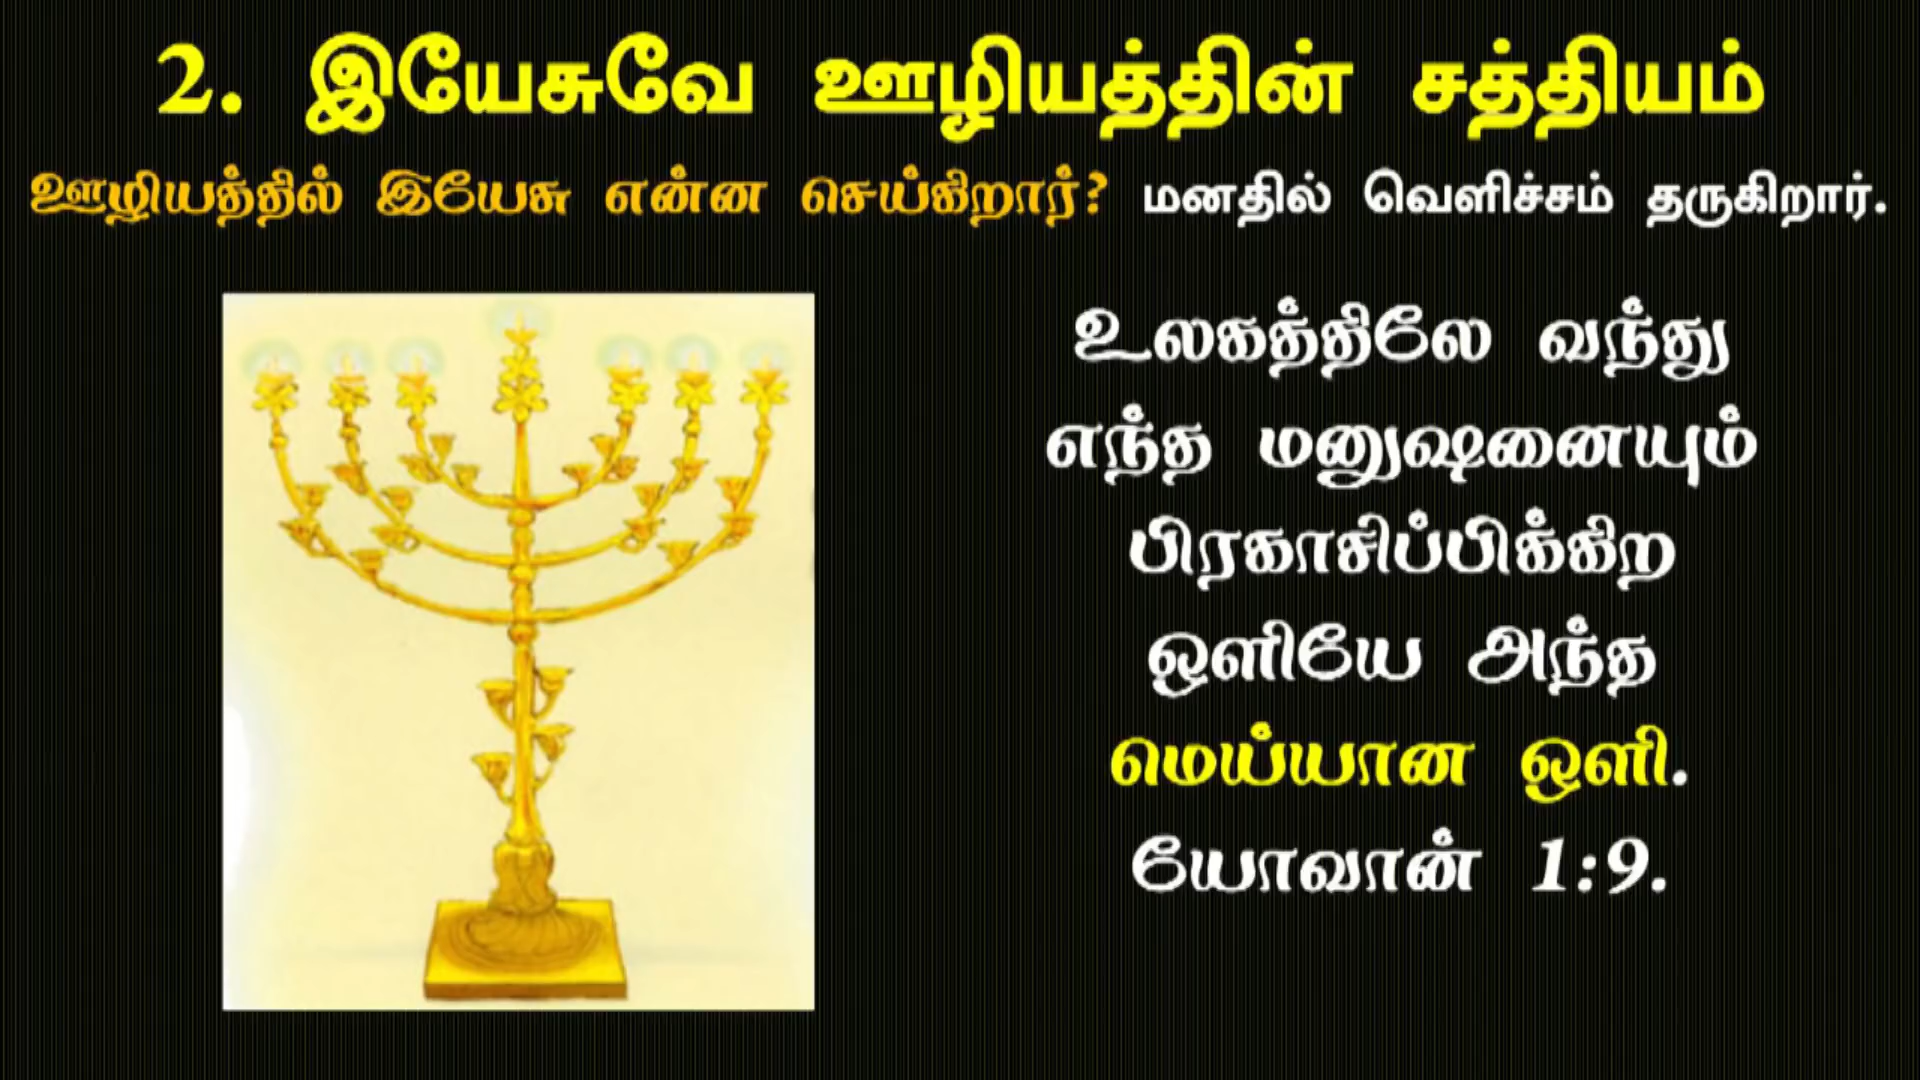 2. இயேசுவே ஊழியத்தின் சத்தியம்
ஊழியத்தில் இயேசு என்ன செய்கிறார்? மனதில் வெளிச்சம் தருகிறார்.
உலகத்திலே வந்து
எந்த மனுஷனையும்
பிரகாசிப்பிக்கிற
ஒளியே அந்த
மெய்யான ஒளி.
யோவான் 1:9.